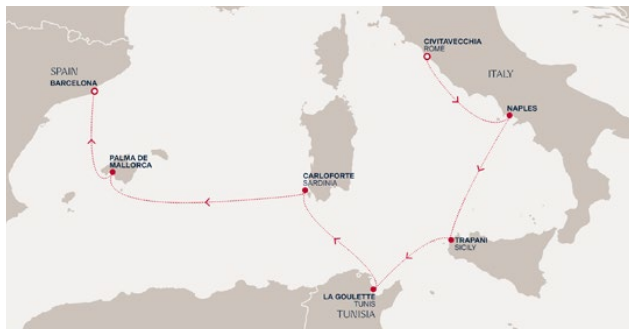 CIVITAVECCHIA
ROME
SPAIN
BARCELONA
ITALY
NAPLES
PALMA DE
MALLORCA
CARLOFORTE
SARDINIA
TRAPANI
SICILY
LA GOULETTE
TUNIS
TUNISIA